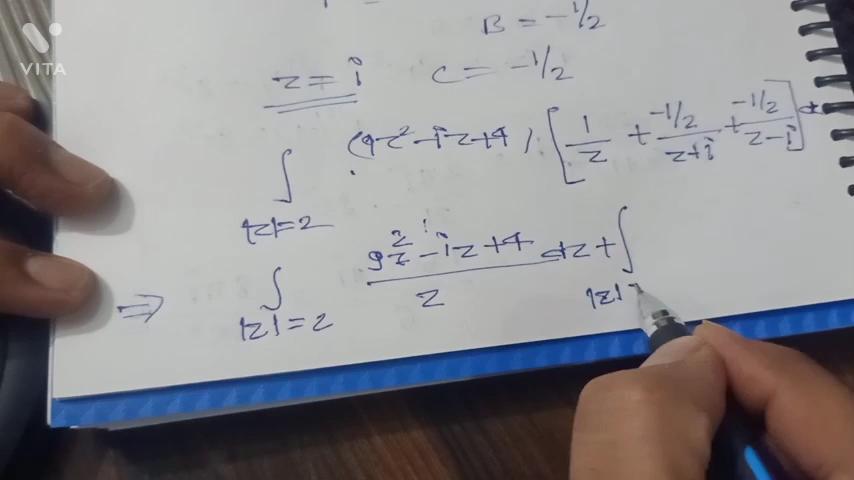 VITA
B = -1/2
z = i
C = -1/2
∫ (9z² - iz + 4) [ 1/z + -1/2/z+i + -1/2/z-i ] dz
|z| = 2
⇒ ∫ 9z² - iz + 4 / z dz + ∫
|z| = 2 |z|